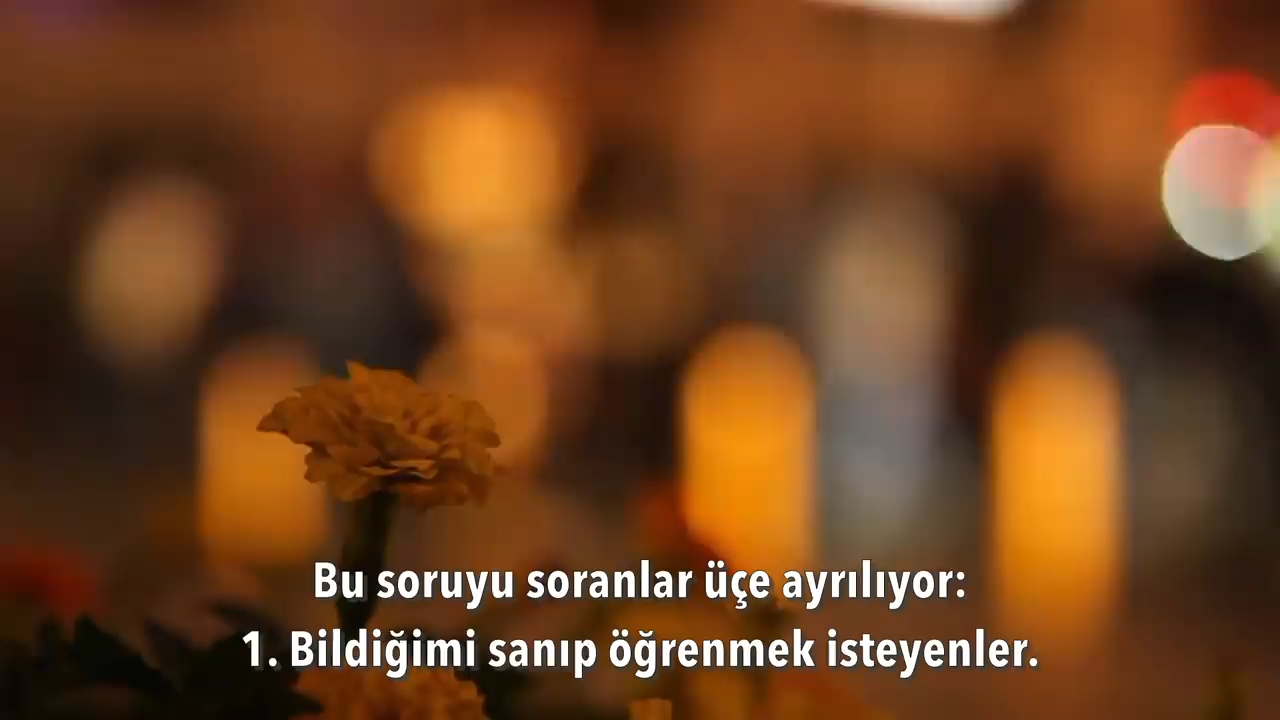 Bu soruyu soranlar üçe ayrılıyor:
1. Bildiğimi sanıp öğrenmek isteyenler.